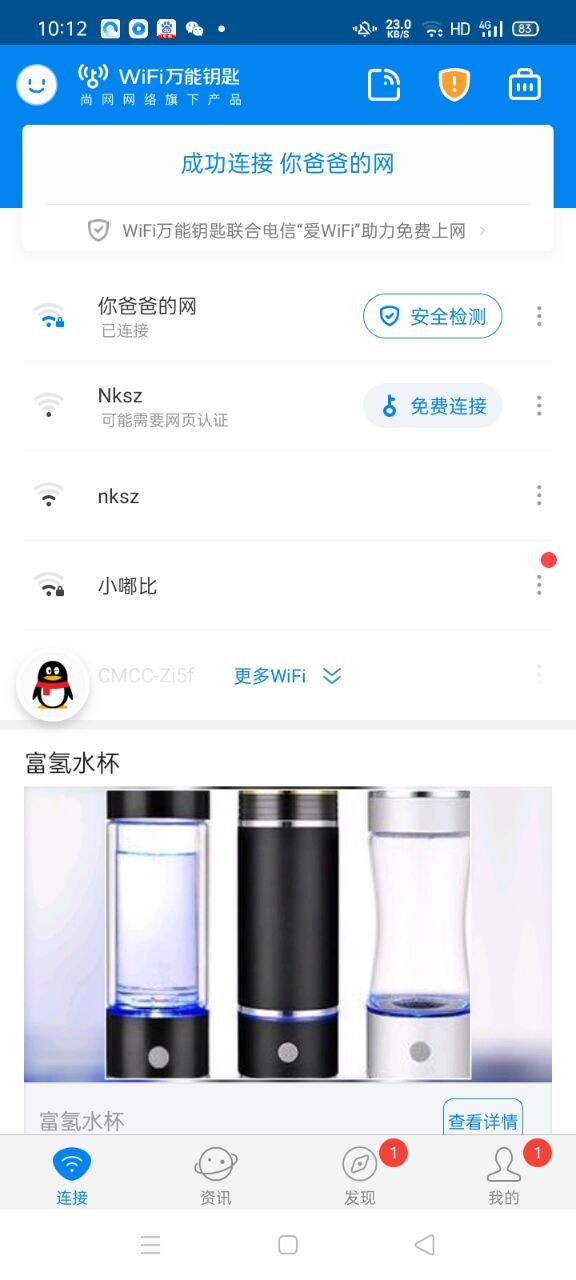 10:12
23.0
KB/S
HD
4G
83
WiFi万能钥匙
尚网网络旗下产品
成功连接 你爸爸的网
WiFi万能钥匙联合电信“爱WiFi”助力免费上网
你爸爸的网
已连接
安全检测
Nksz
可能需要网页认证
免费连接
nksz
小嘟比
CMCC-Zi5f
更多WiFi
富氢水杯
富氢水杯
查看详情
1
1
连接
资讯
发现
我的